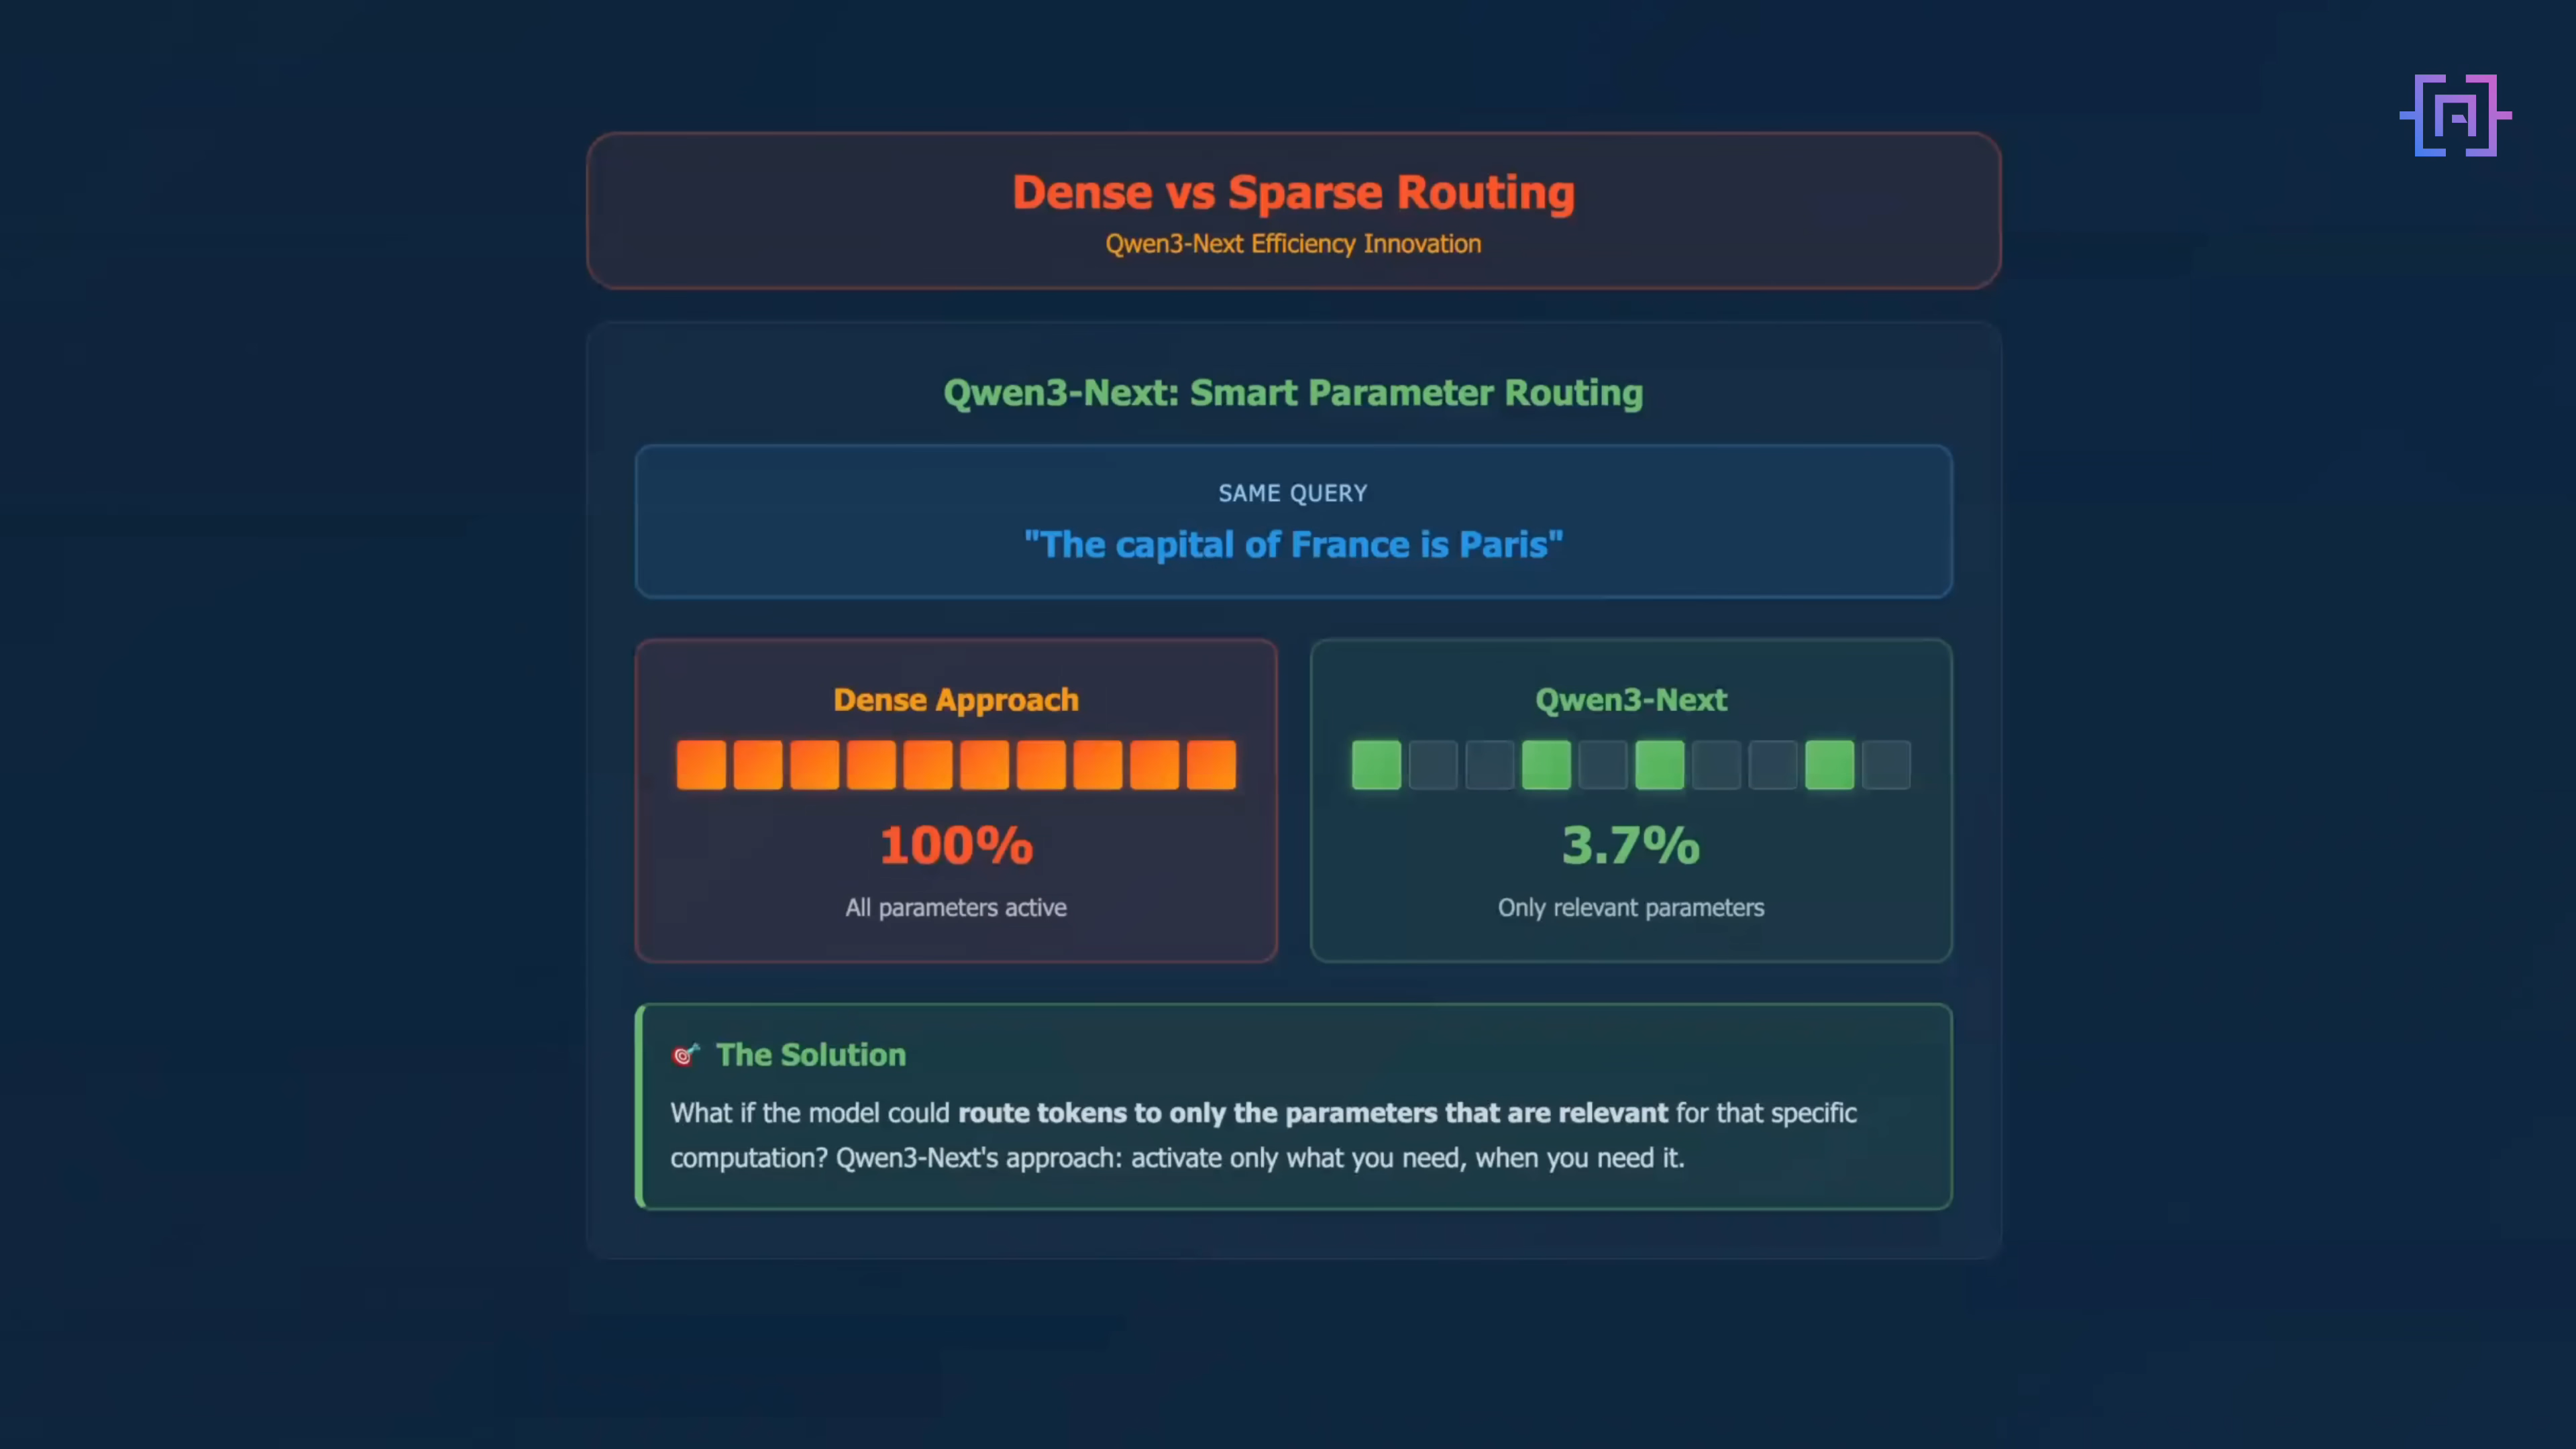 Dense vs Sparse Routing
Qwen3-Next Efficiency Innovation
Qwen3-Next: Smart Parameter Routing
SAME QUERY
"The capital of France is Paris"
Dense Approach
100%
All parameters active
Qwen3-Next
3.7%
Only relevant parameters
The Solution
What if the model could route tokens to only the parameters that are relevant for that specific
computation? Qwen3-Next's approach: activate only what you need, when you need it.